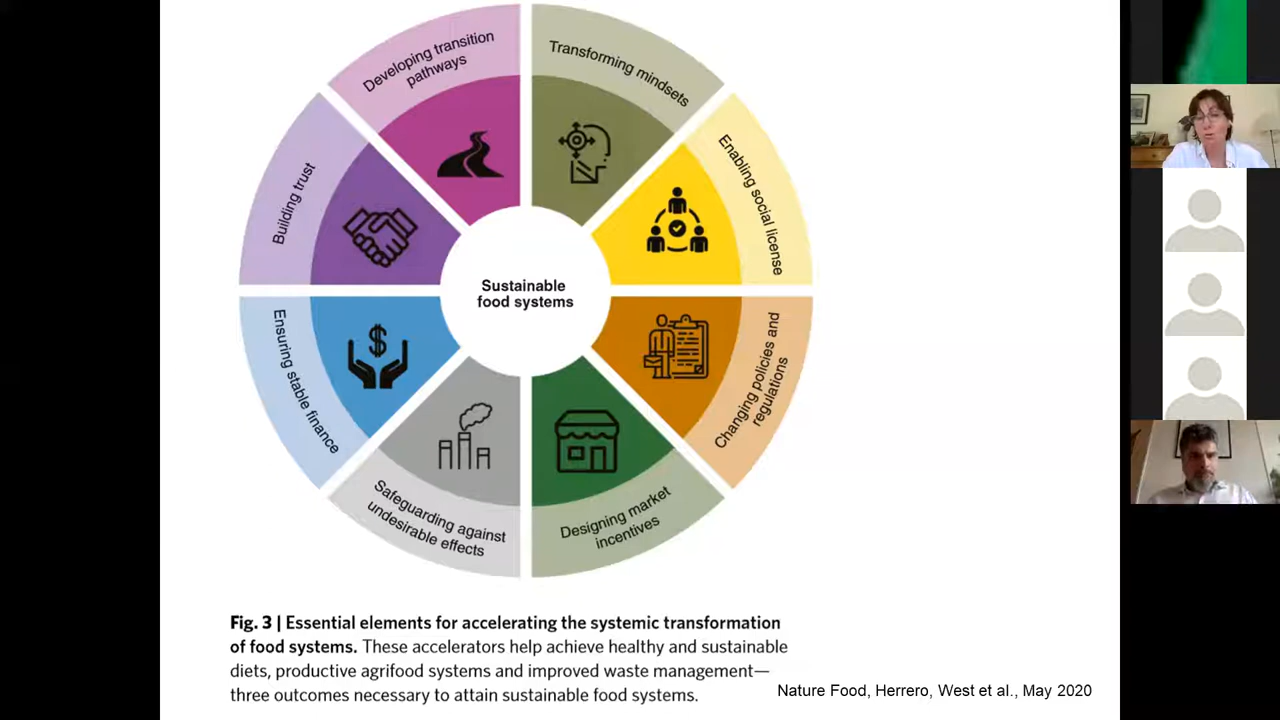 Developing transition
pathways
Transforming mindsets
Enabling social license
Changing policies and
regulations
Designing market
incentives
Safeguarding against
undesirable effects
Ensuring stable finance
Building trust
Sustainable
food systems
$
Fig. 3 | Essential elements for accelerating the systemic transformation
of food systems. These accelerators help achieve healthy and sustainable
diets, productive agrifood systems and improved waste management—
three outcomes necessary to attain sustainable food systems.
Nature Food, Herrero, West et al., May 2020